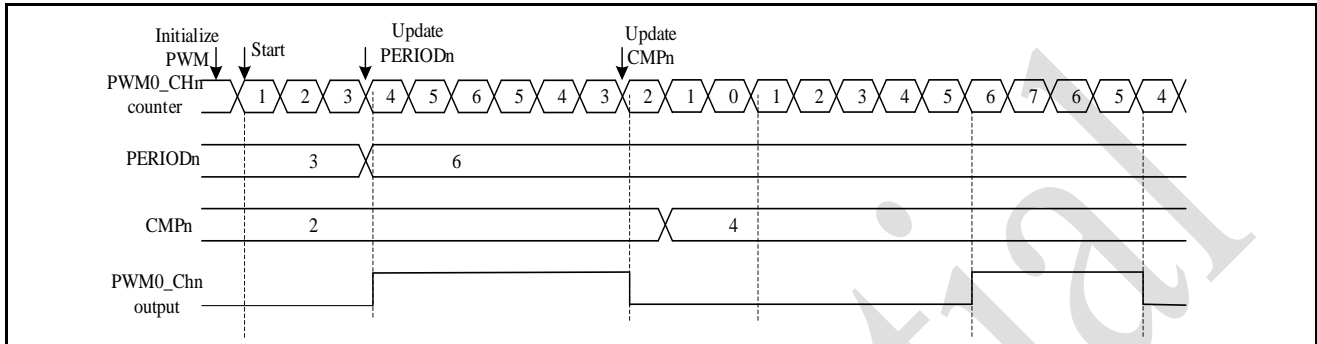 Initialize
PWM
Start
Update
PERIODn
Update
CMPn
PWM0_CHn
counter
1 2 3 4 5 6 5 4 3 2 1 0 1 2 3 4 5 6 7 6 5 4
PERIODn 3 6
CMPn 2 4
PWM0_Chn
output